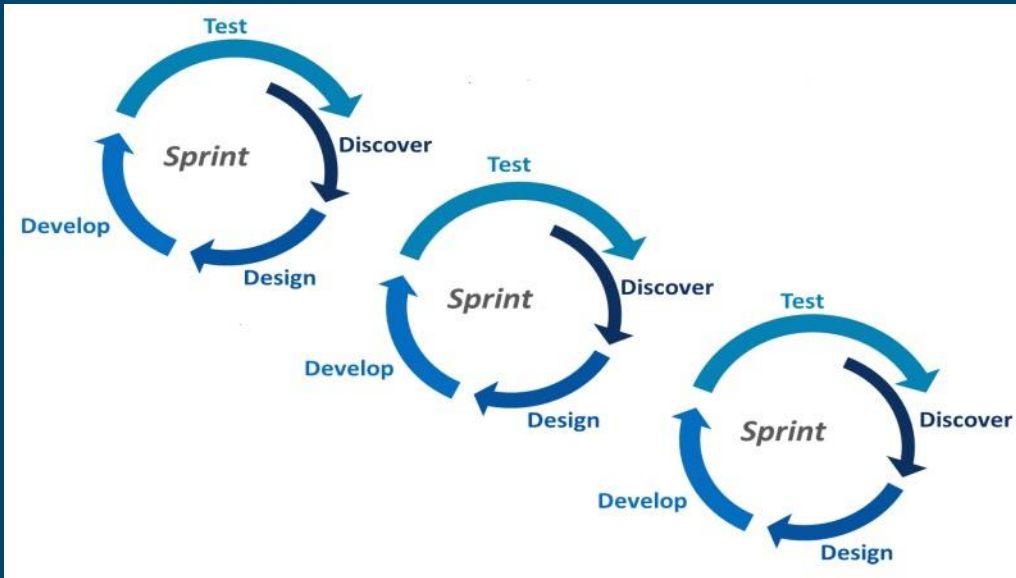 Test
Discover
Sprint
Develop
Design
Test
Discover
Sprint
Develop
Design
Test
Discover
Sprint
Develop
Design